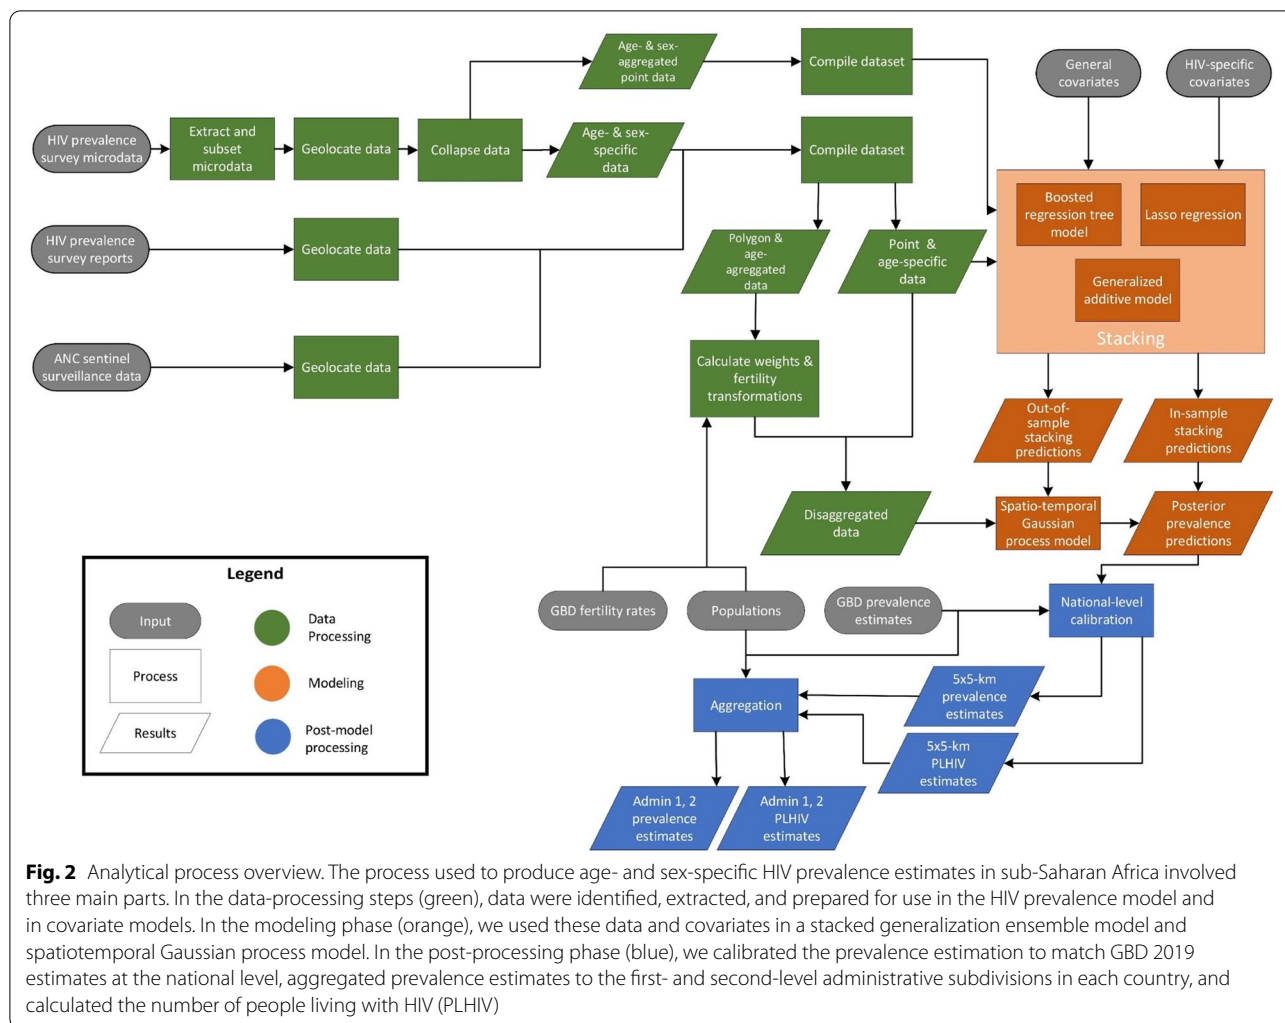 Age- & sex-
aggregated
point data
Compile dataset
General
covariates
HIV-specific
covariates
HIV prevalence
survey microdata
Extract and
subset
microdata
Geolocate data
Collapse data
Age- & sex-
specific
data
Compile dataset
Boosted
regression tree
model
Lasso regression
Generalized
additive model
Stacking
HIV prevalence
survey reports
Geolocate data
Polygon &
age-
agreggated
data
Point &
age-specific
data
ANC sentinel
surveillance data
Geolocate data
Calculate weights &
fertility
transformations
Out-of-
sample
stacking
predictions
In-sample
stacking
predictions
Disaggregated
data
Spatio-temporal
Gaussian
process model
Posterior
prevalence
predictions
GBD fertility rates
Populations
GBD prevalence
estimates
National-level
calibration
Legend
Input
Process
Results
Data
Processing
Modeling
Post-model
processing
Aggregation
5x5-km
prevalence
estimates
5x5-km
PLHIV
estimates
Admin 1, 2
prevalence
estimates
Admin 1, 2
PLHIV
estimates
Fig. 2 Analytical process overview. The process used to produce age- and sex-specific HIV prevalence estimates in sub-Saharan Africa involved
three main parts. In the data-processing steps (green), data were identified, extracted, and prepared for use in the HIV prevalence model and
in covariate models. In the modeling phase (orange), we used these data and covariates in a stacked generalization ensemble model and
spatiotemporal Gaussian process model. In the post-processing phase (blue), we calibrated the prevalence estimation to match GBD 2019
estimates at the national level, aggregated prevalence estimates to the first- and second-level administrative subdivisions in each country, and
calculated the number of people living with HIV (PLHIV)